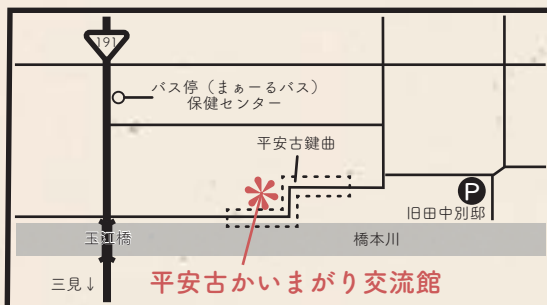 191
バス停（まぁーるバス）
保健センター
平安古鍵曲
P
旧田中別邸
玉江橋
橋本川
三見↓
平安古かいまがり交流館